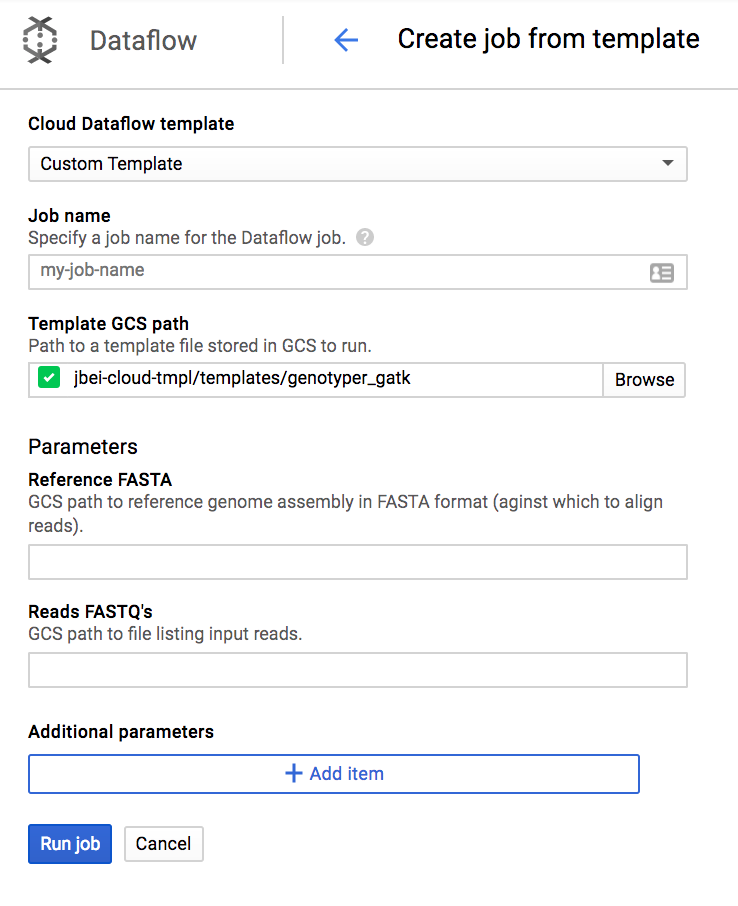 Dataflow
Create job from template
Cloud Dataflow template
Custom Template
Job name
Specify a job name for the Dataflow job. ?
my-job-name
Template GCS path
Path to a template file stored in GCS to run.
jbei-cloud-tmpl/templates/genotyper_gatk
Browse
Parameters
Reference FASTA
GCS path to reference genome assembly in FASTA format (aginst which to align
reads).
Reads FASTQ's
GCS path to file listing input reads.
Additional parameters
+ Add item
Run job
Cancel